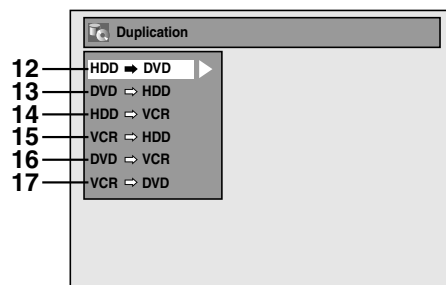 Duplication
12 HDD ➡ DVD
13 DVD ⇨ HDD
14 HDD ⇨ VCR
15 VCR ⇨ HDD
16 DVD ⇨ VCR
17 VCR ⇨ DVD